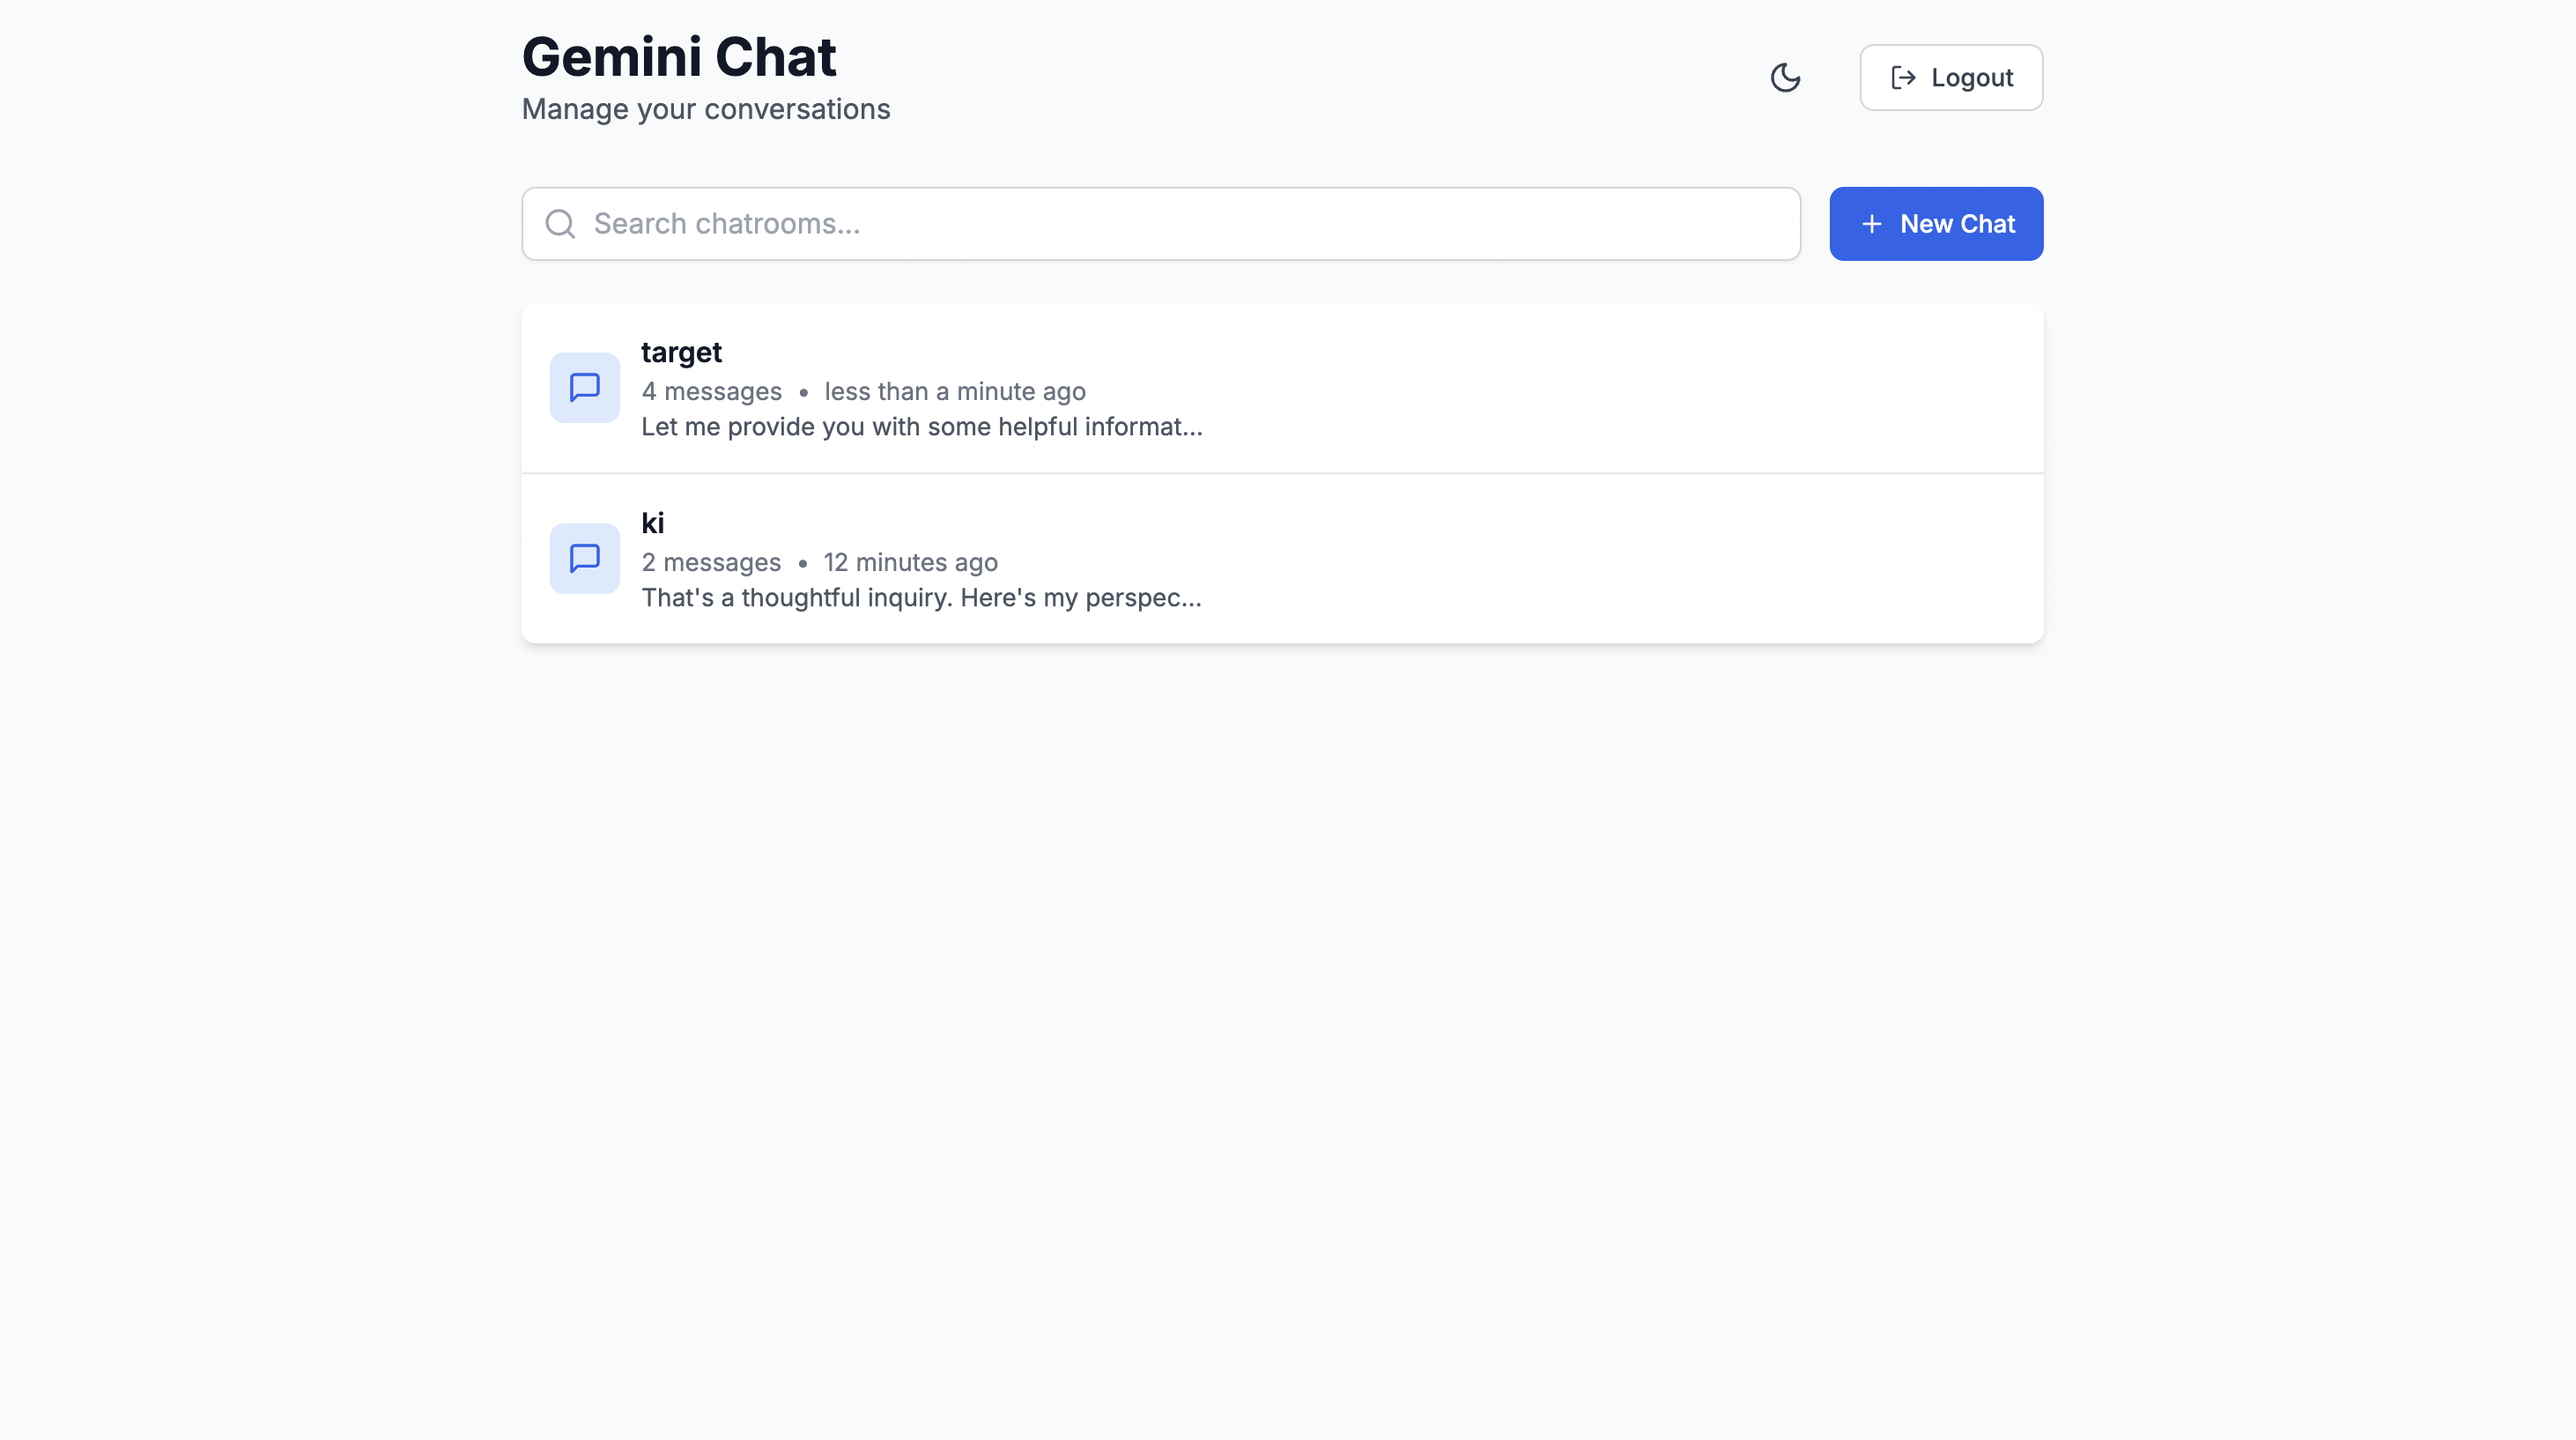 Gemini Chat
Manage your conversations
Logout
Search chatrooms...
New Chat
target
4 messages • less than a minute ago
Let me provide you with some helpful informat...
ki
2 messages • 12 minutes ago
That's a thoughtful inquiry. Here's my perspec...